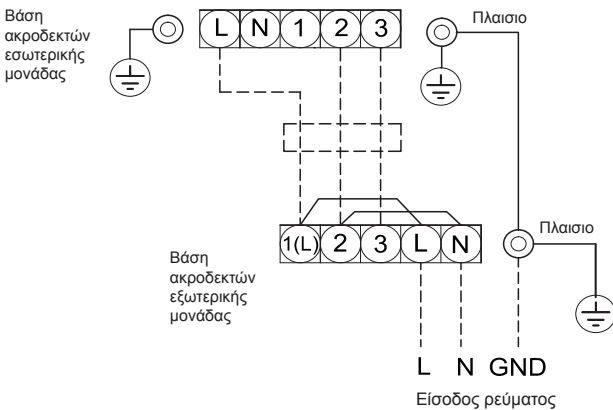 Βάση
ακροδεκτών
εσωτερικής
μονάδας
L N 1 2 3
Πλαισιο
1(L) 2 3 L N
Πλαισιο
Βάση
ακροδεκτών
εξωτερικής
μονάδας
L N GND
Είσοδος ρεύματος